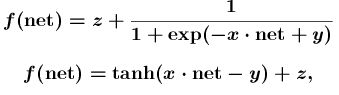 f(net) = z + 1 / (1 + exp(−x · net + y))
f(net) = tanh(x · net − y) + z,